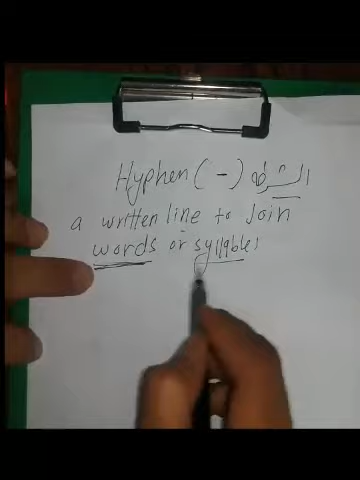 Hyphen (-) الشرطة
a written line to join
words or syllables